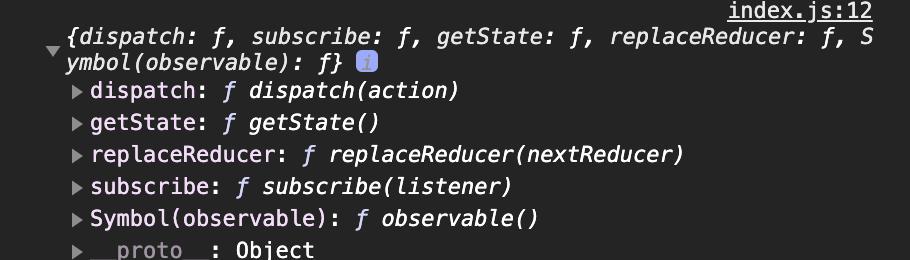 index.js:12
{dispatch: ƒ, subscribe: ƒ, getState: ƒ, replaceReducer: ƒ, S
ymbol(observable): ƒ} i
dispatch: ƒ dispatch(action)
getState: ƒ getState()
replaceReducer: ƒ replaceReducer(nextReducer)
subscribe: ƒ subscribe(listener)
Symbol(observable): ƒ observable()
__proto__: Object